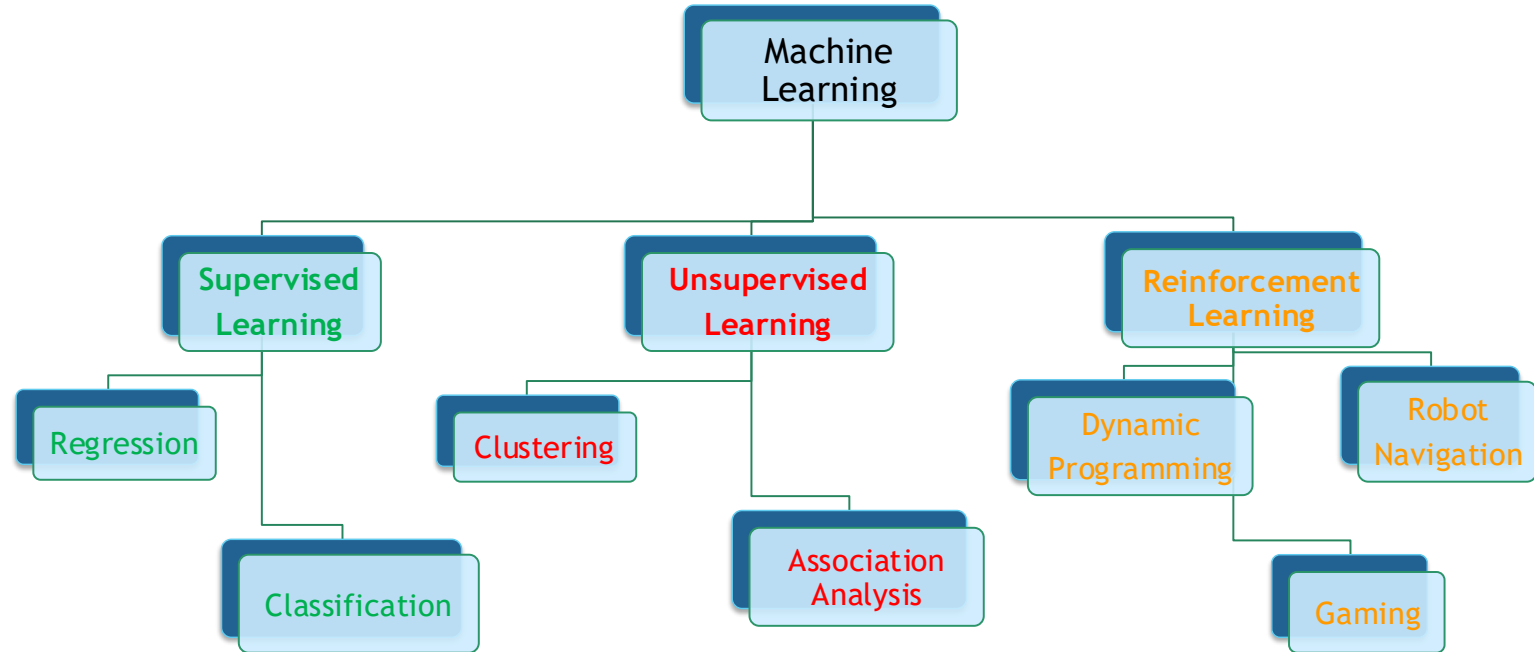 Machine
Learning
Supervised
Learning
Unsupervised
Learning
Reinforcement
Learning
Regression
Classification
Clustering
Association
Analysis
Dynamic
Programming
Robot
Navigation
Gaming